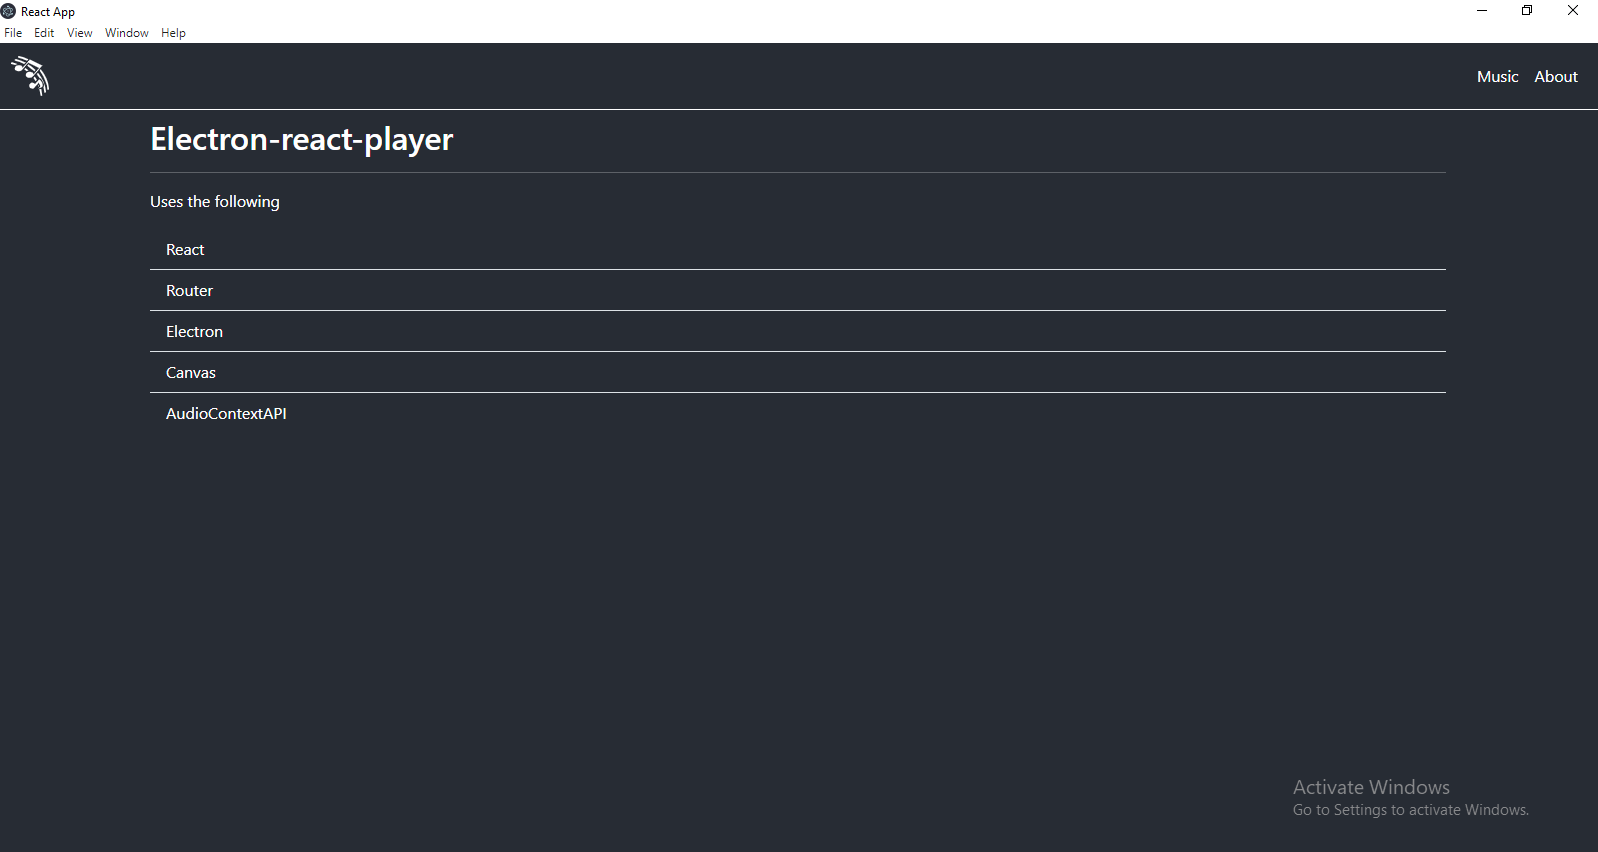 React App
File Edit View Window Help
Music About
Electron-react-player
Uses the following
React
Router
Electron
Canvas
AudioContextAPI
Activate Windows
Go to Settings to activate Windows.